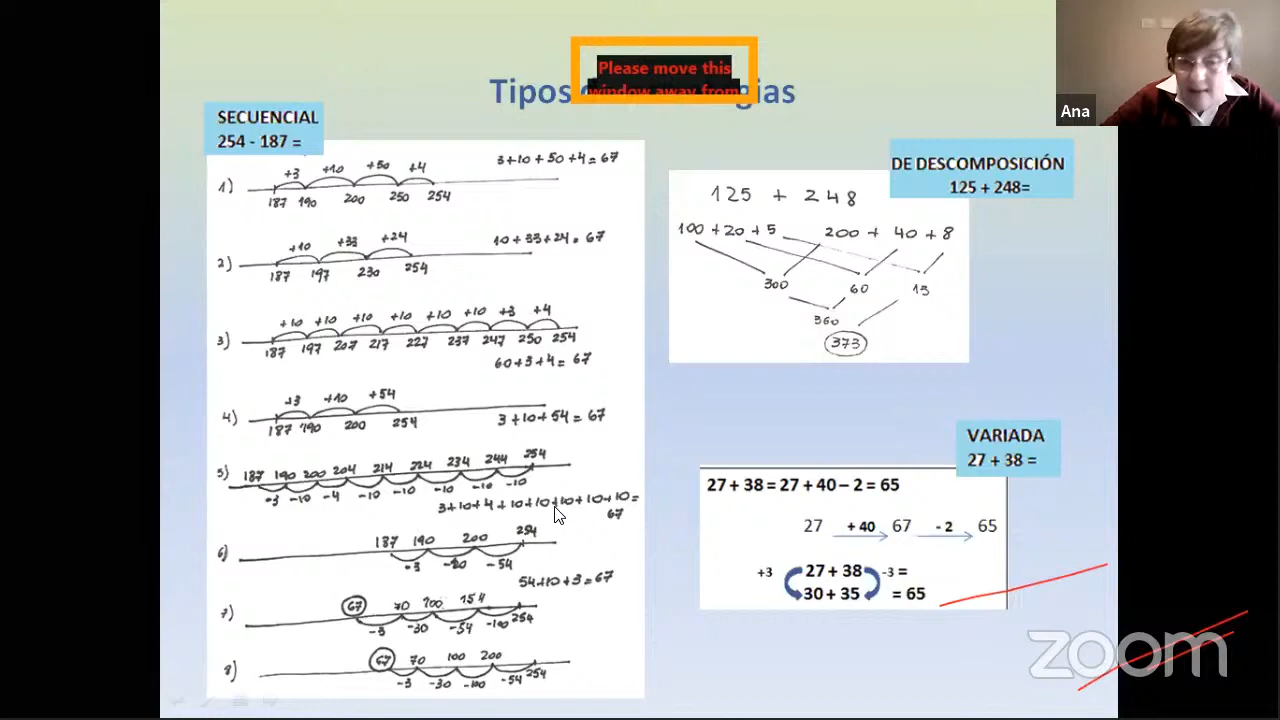 Please move this
window away from
Tipos
gias
Ana
SECUENCIAL
254 - 187 =
1)
+3 +10 +50 +4
187 190 200 250 254
3+10+50+4=67
2)
+10 +33 +24
187 197 230 254
10+33+24=67
3)
+10 +10 +10 +10 +10 +10 +3 +4
187 197 207 217 227 237 247 250 254
60+3+4=67
4)
+3 +10 +54
187 190 200 254
3+10+54=67
5)
187 190 200 204 214 224 234 244 254
-3 -10 -4 -10 -10 -10 -10 -10
3+10+4+10+10+10+10+10=
67
6)
187 190 200 254
-3 -54
54+10+3=67
7)
67 70 100 154
-3 -30 -54 -100 254
8)
67 70 100 200
-3 -30 -100 -54 254
DE DESCOMPOSICIÓN
125 + 248=
125 + 248
100+20+5 200+ 40+8
300 60 13
360
373
VARIADA
27 + 38 =
27 + 38 = 27 + 40 – 2 = 65
27 + 40 67 - 2 65
+3 27 + 38 -3 =
30 + 35 = 65
zoom